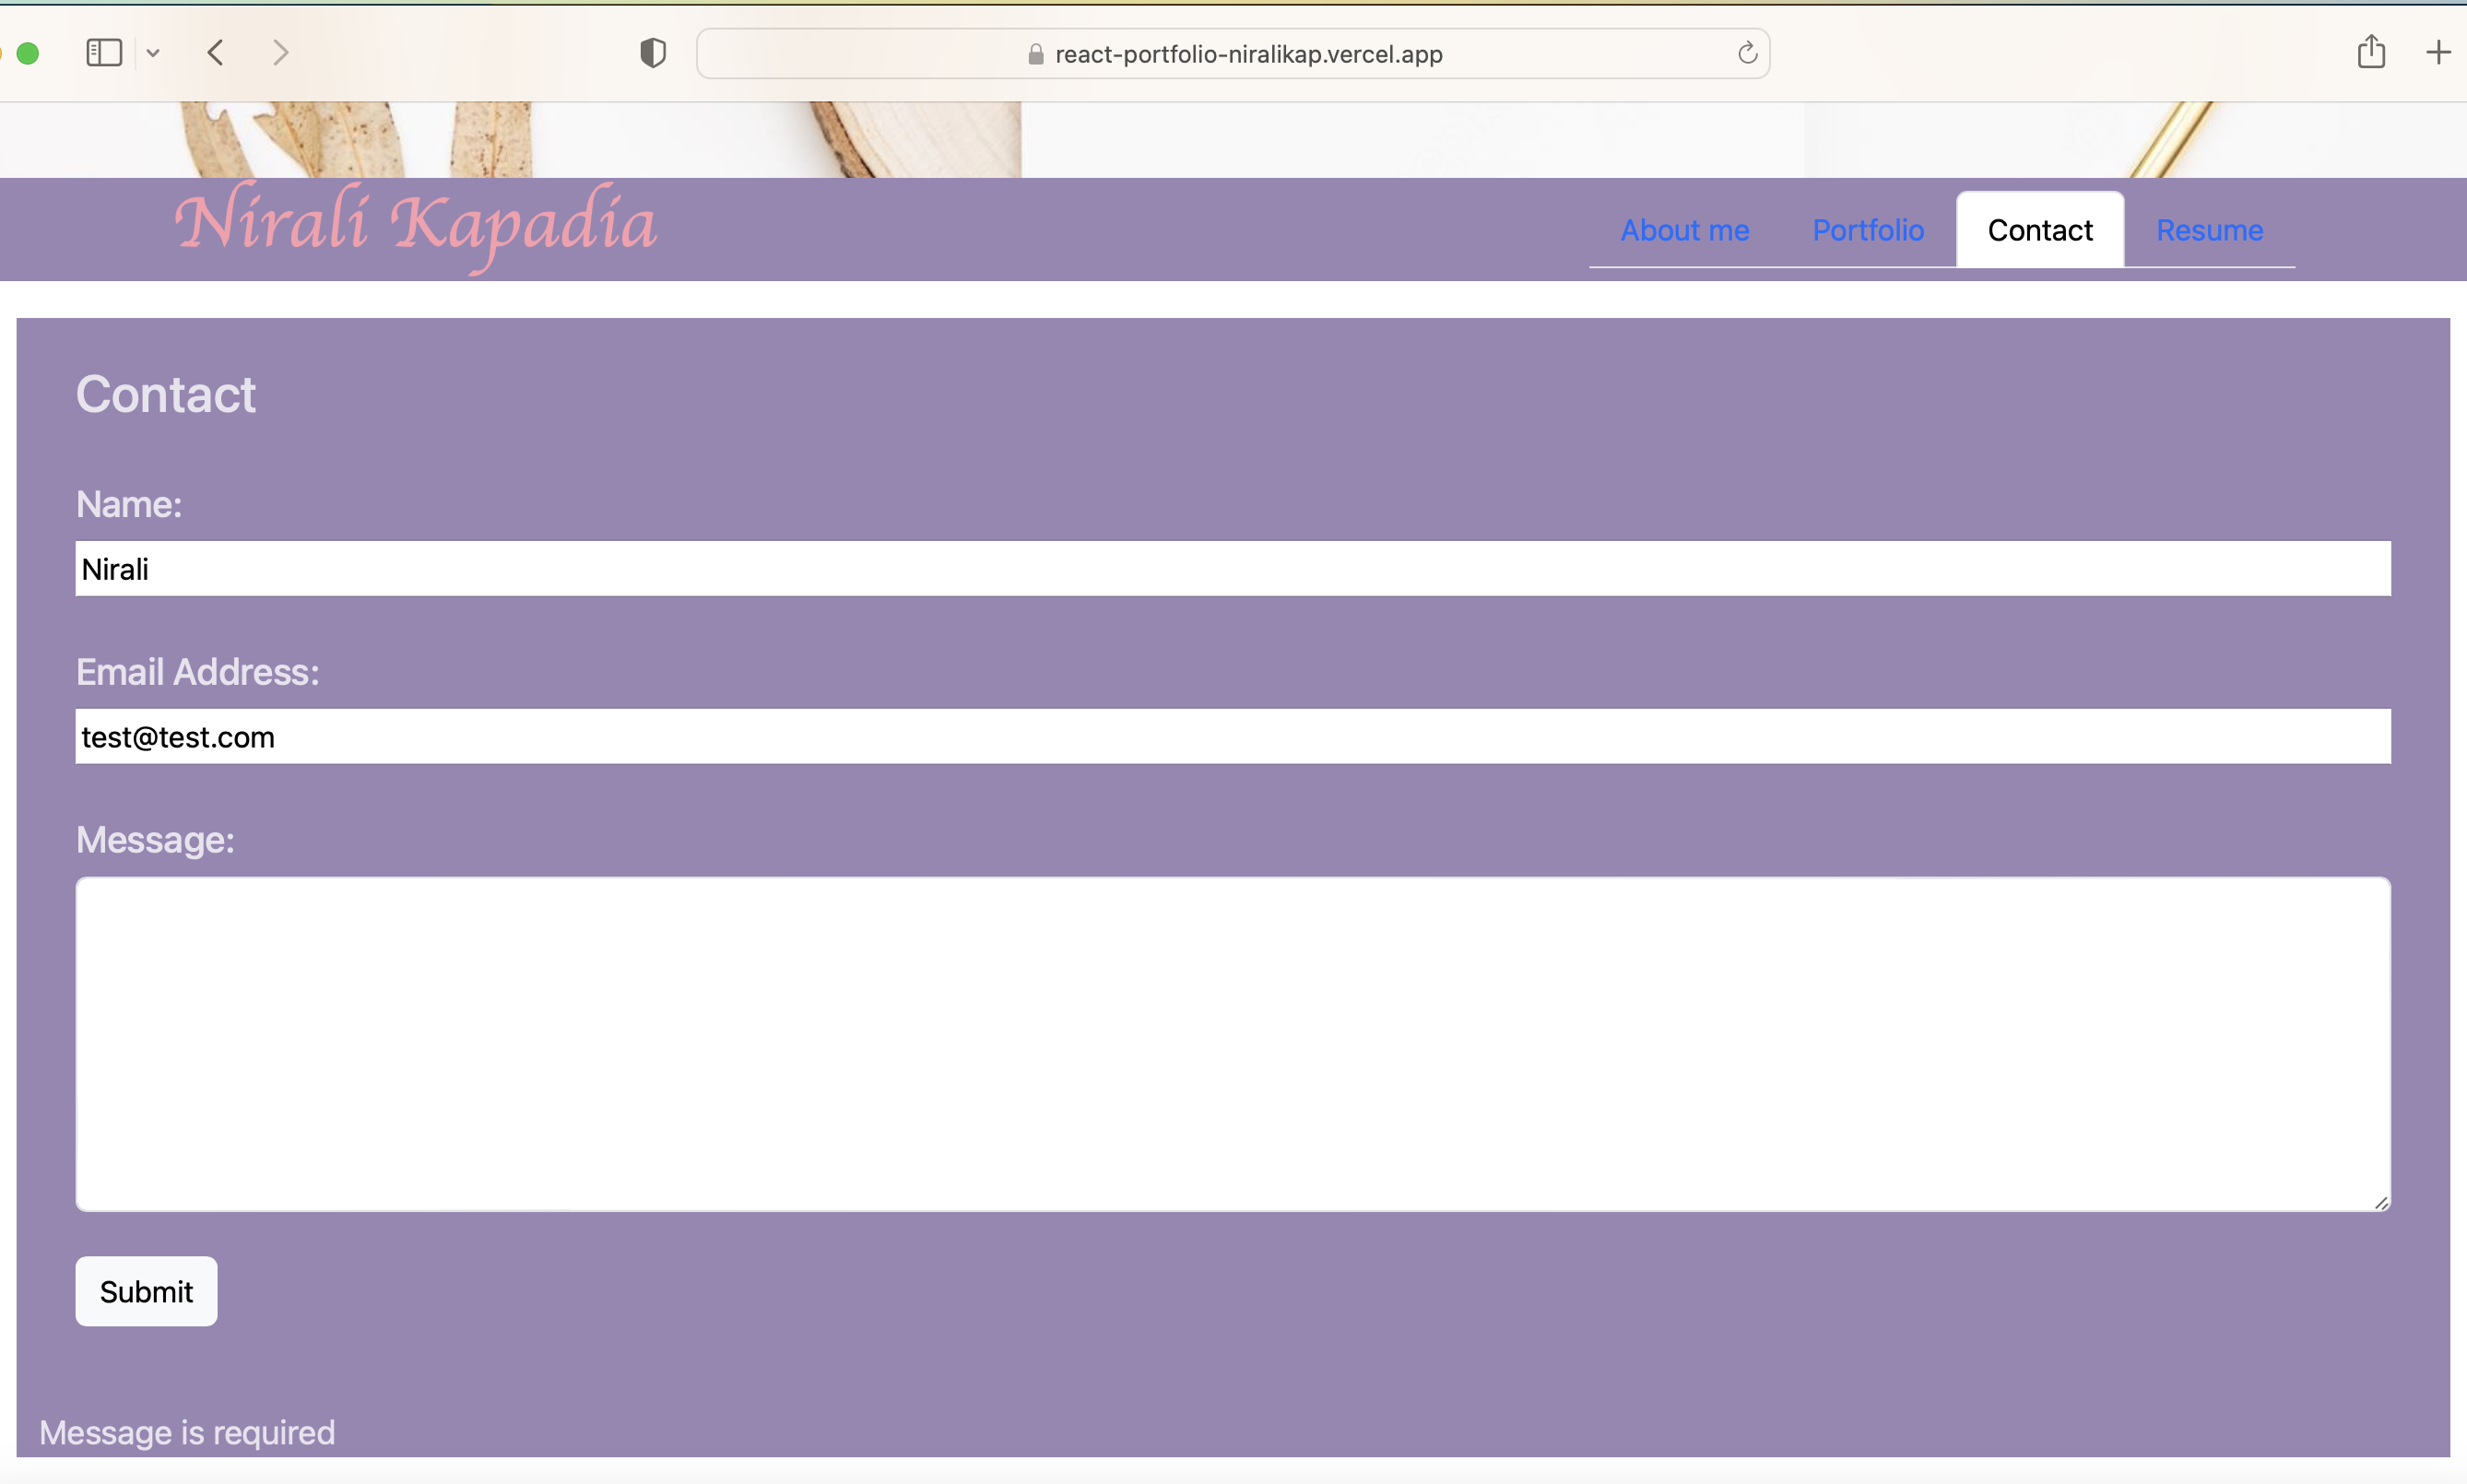 react-portfolio-niralikap.vercel.app
Nirali Kapadia
About me Portfolio Contact Resume
Contact
Name:
Nirali
Email Address:
test@test.com
Message:
Submit
Message is required